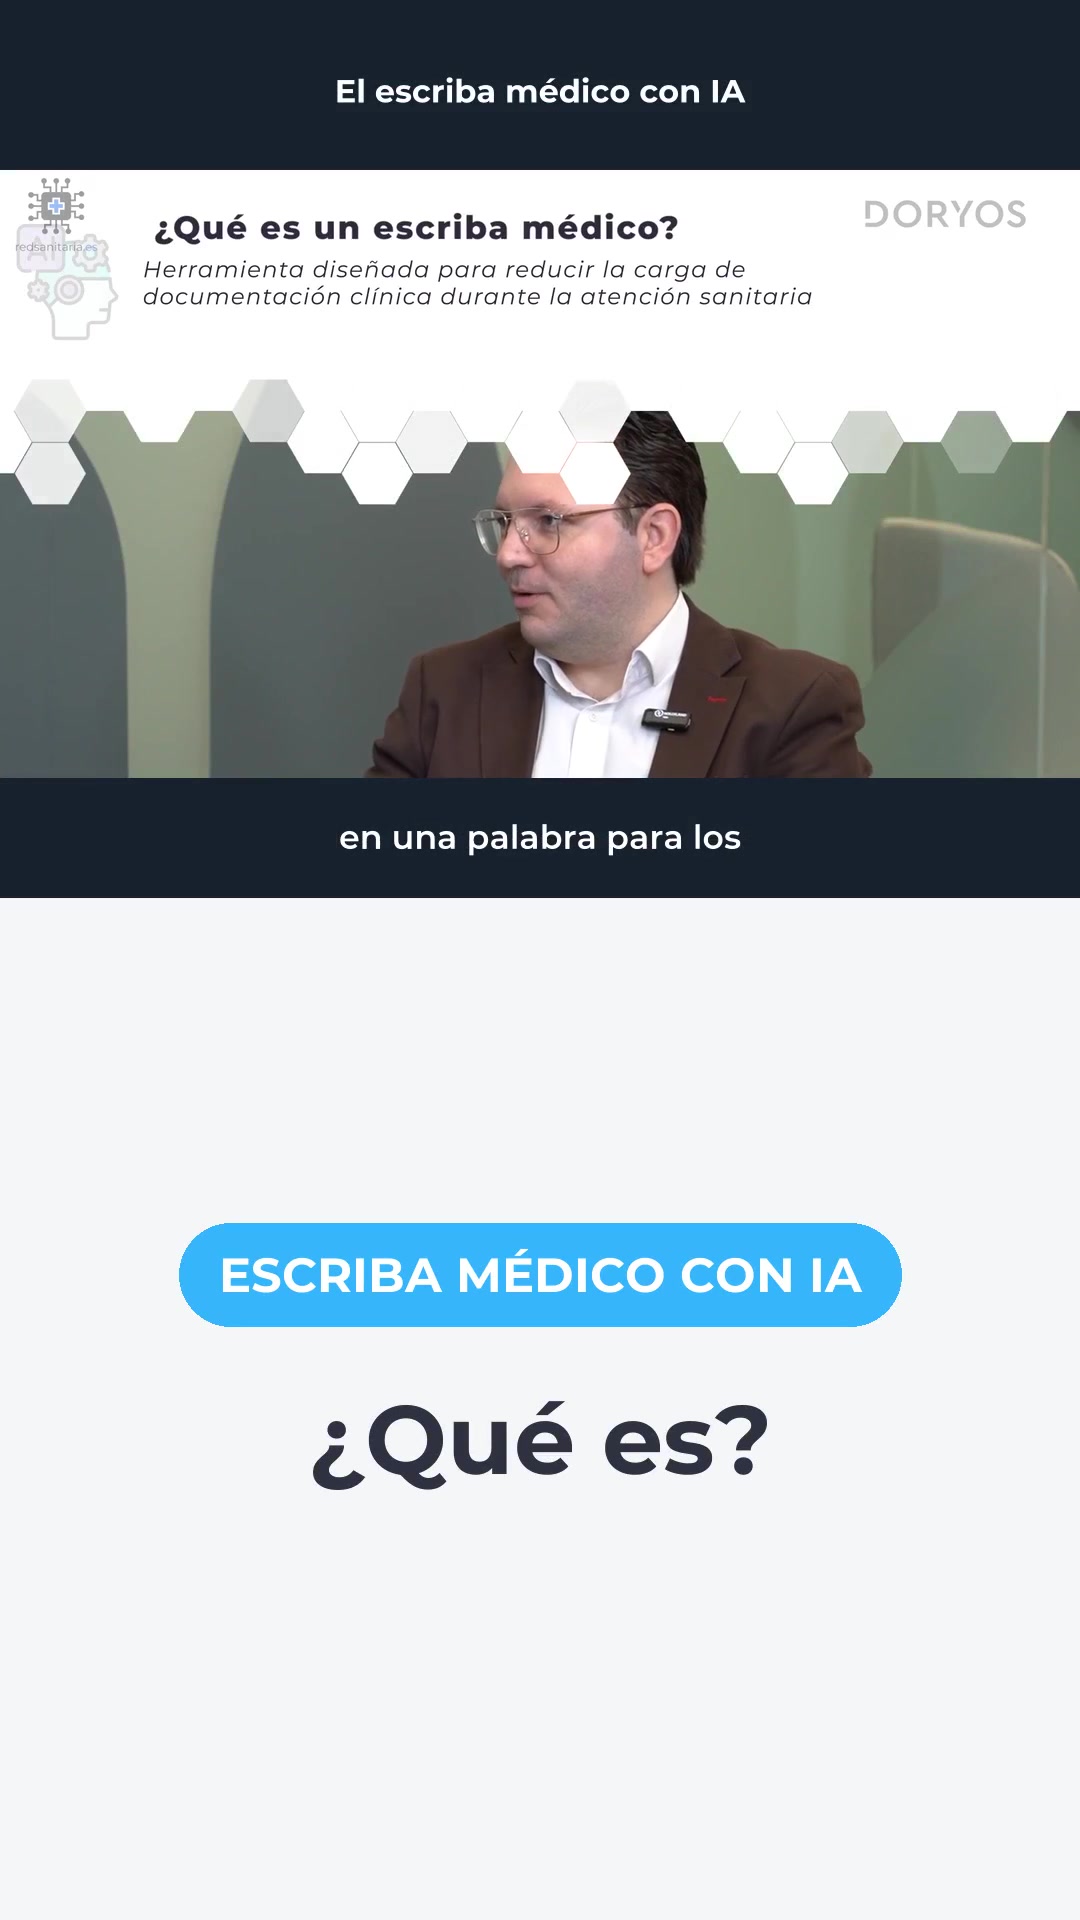 El escriba médico con IA
¿Qué es un escriba médico?
DORYOS
AI
redsanitaria.es
Herramienta diseñada para reducir la carga de
documentación clínica durante la atención sanitaria
en una palabra para los
ESCRIBA MÉDICO CON IA
¿Qué es?